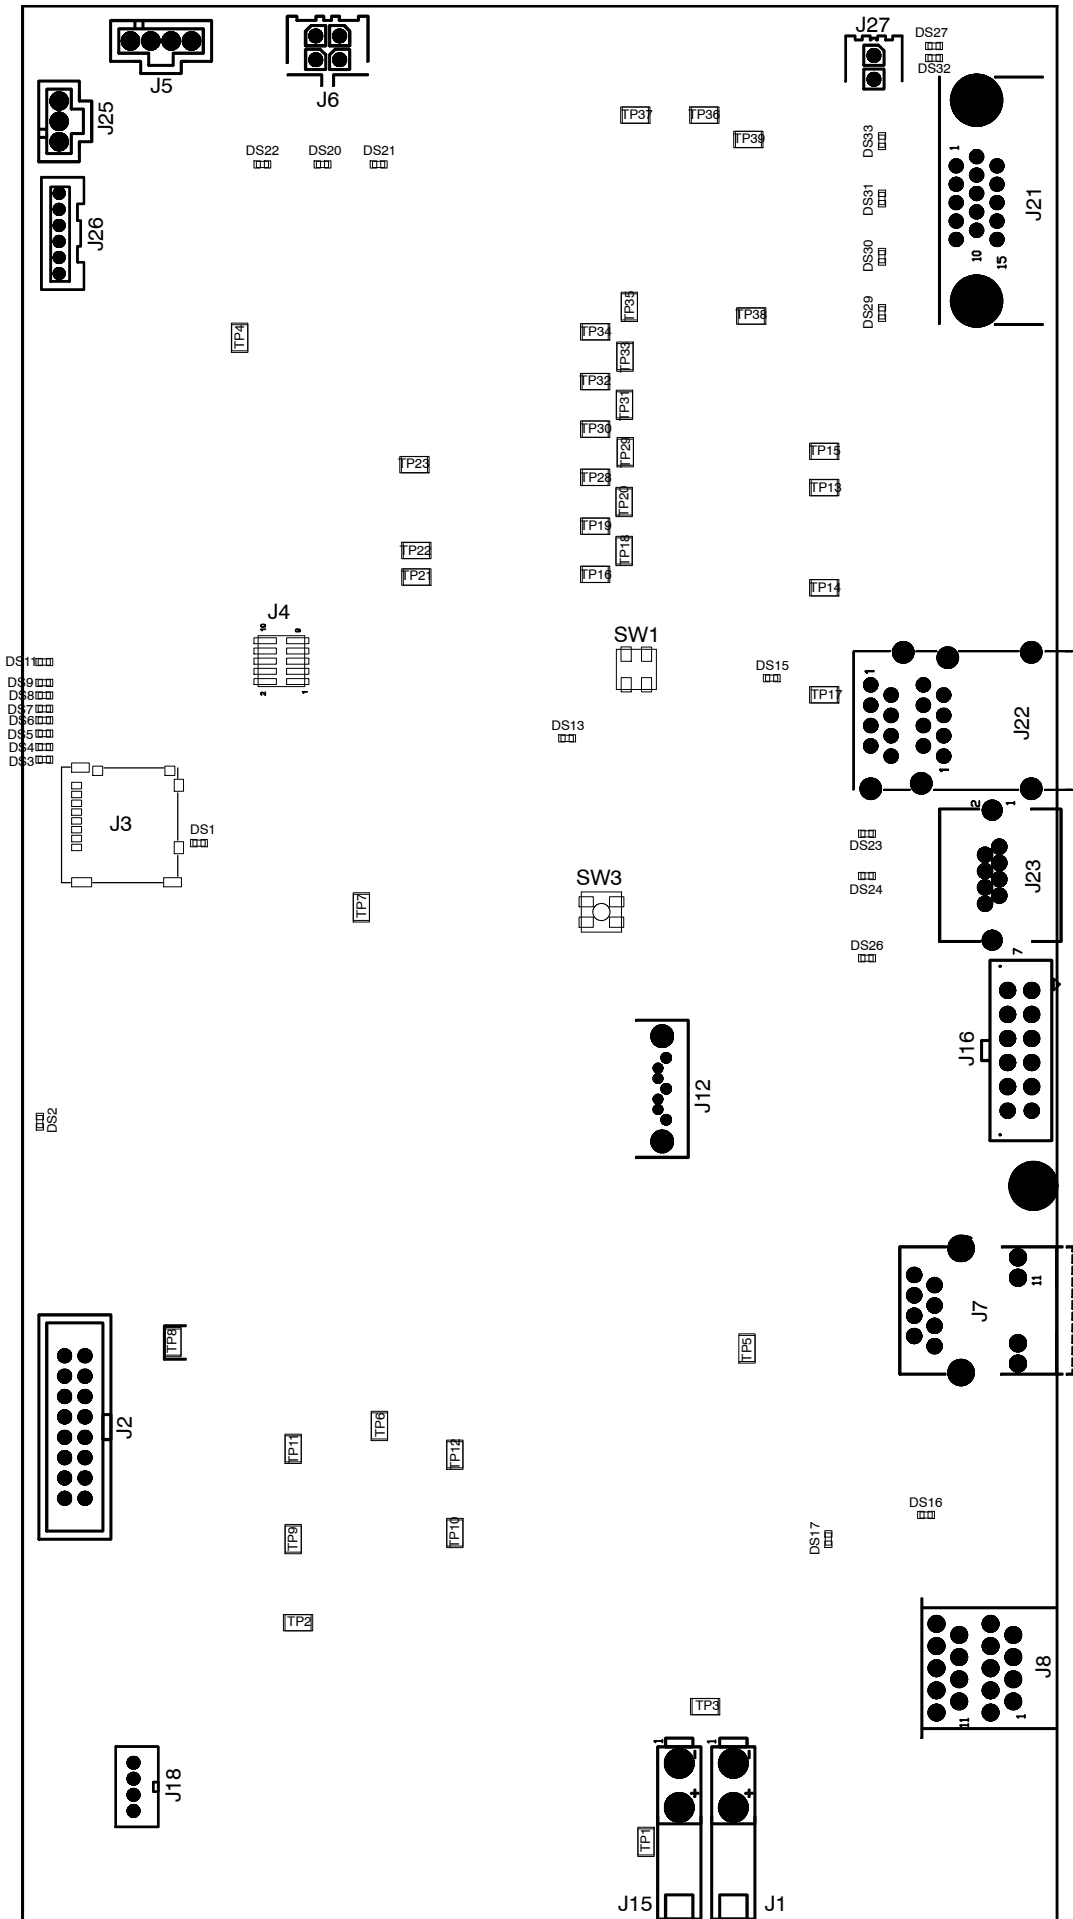 J27
DS27
DS32
J5
J6
J25
TP37
TP36
TP39
DS33
1
DS22
DS20
DS21
DS31
J21
J26
DS30
10
15
DS29
TP35
TP38
TP4
TP34
TP33
TP32
TP31
TP30
TP29
TP15
TP23
TP28
TP13
TP20
TP19
TP22
TP18
TP21
TP16
TP14
J4
10
9
2
1
SW1
DS11
DS9
DS8
DS7
DS6
DS5
DS4
DS3
DS15
TP17
1
J22
1
DS13
J3
DS1
2
1
DS23
J23
DS24
SW3
TP7
DS26
7
J16
J12
DS2
11
J7
TP8
TP5
J2
TP6
TP11
TP12
TP9
TP10
DS16
DS17
TP2
J8
11
1
TP3
1
1
-
-
+
+
J18
TP1
J15
J1